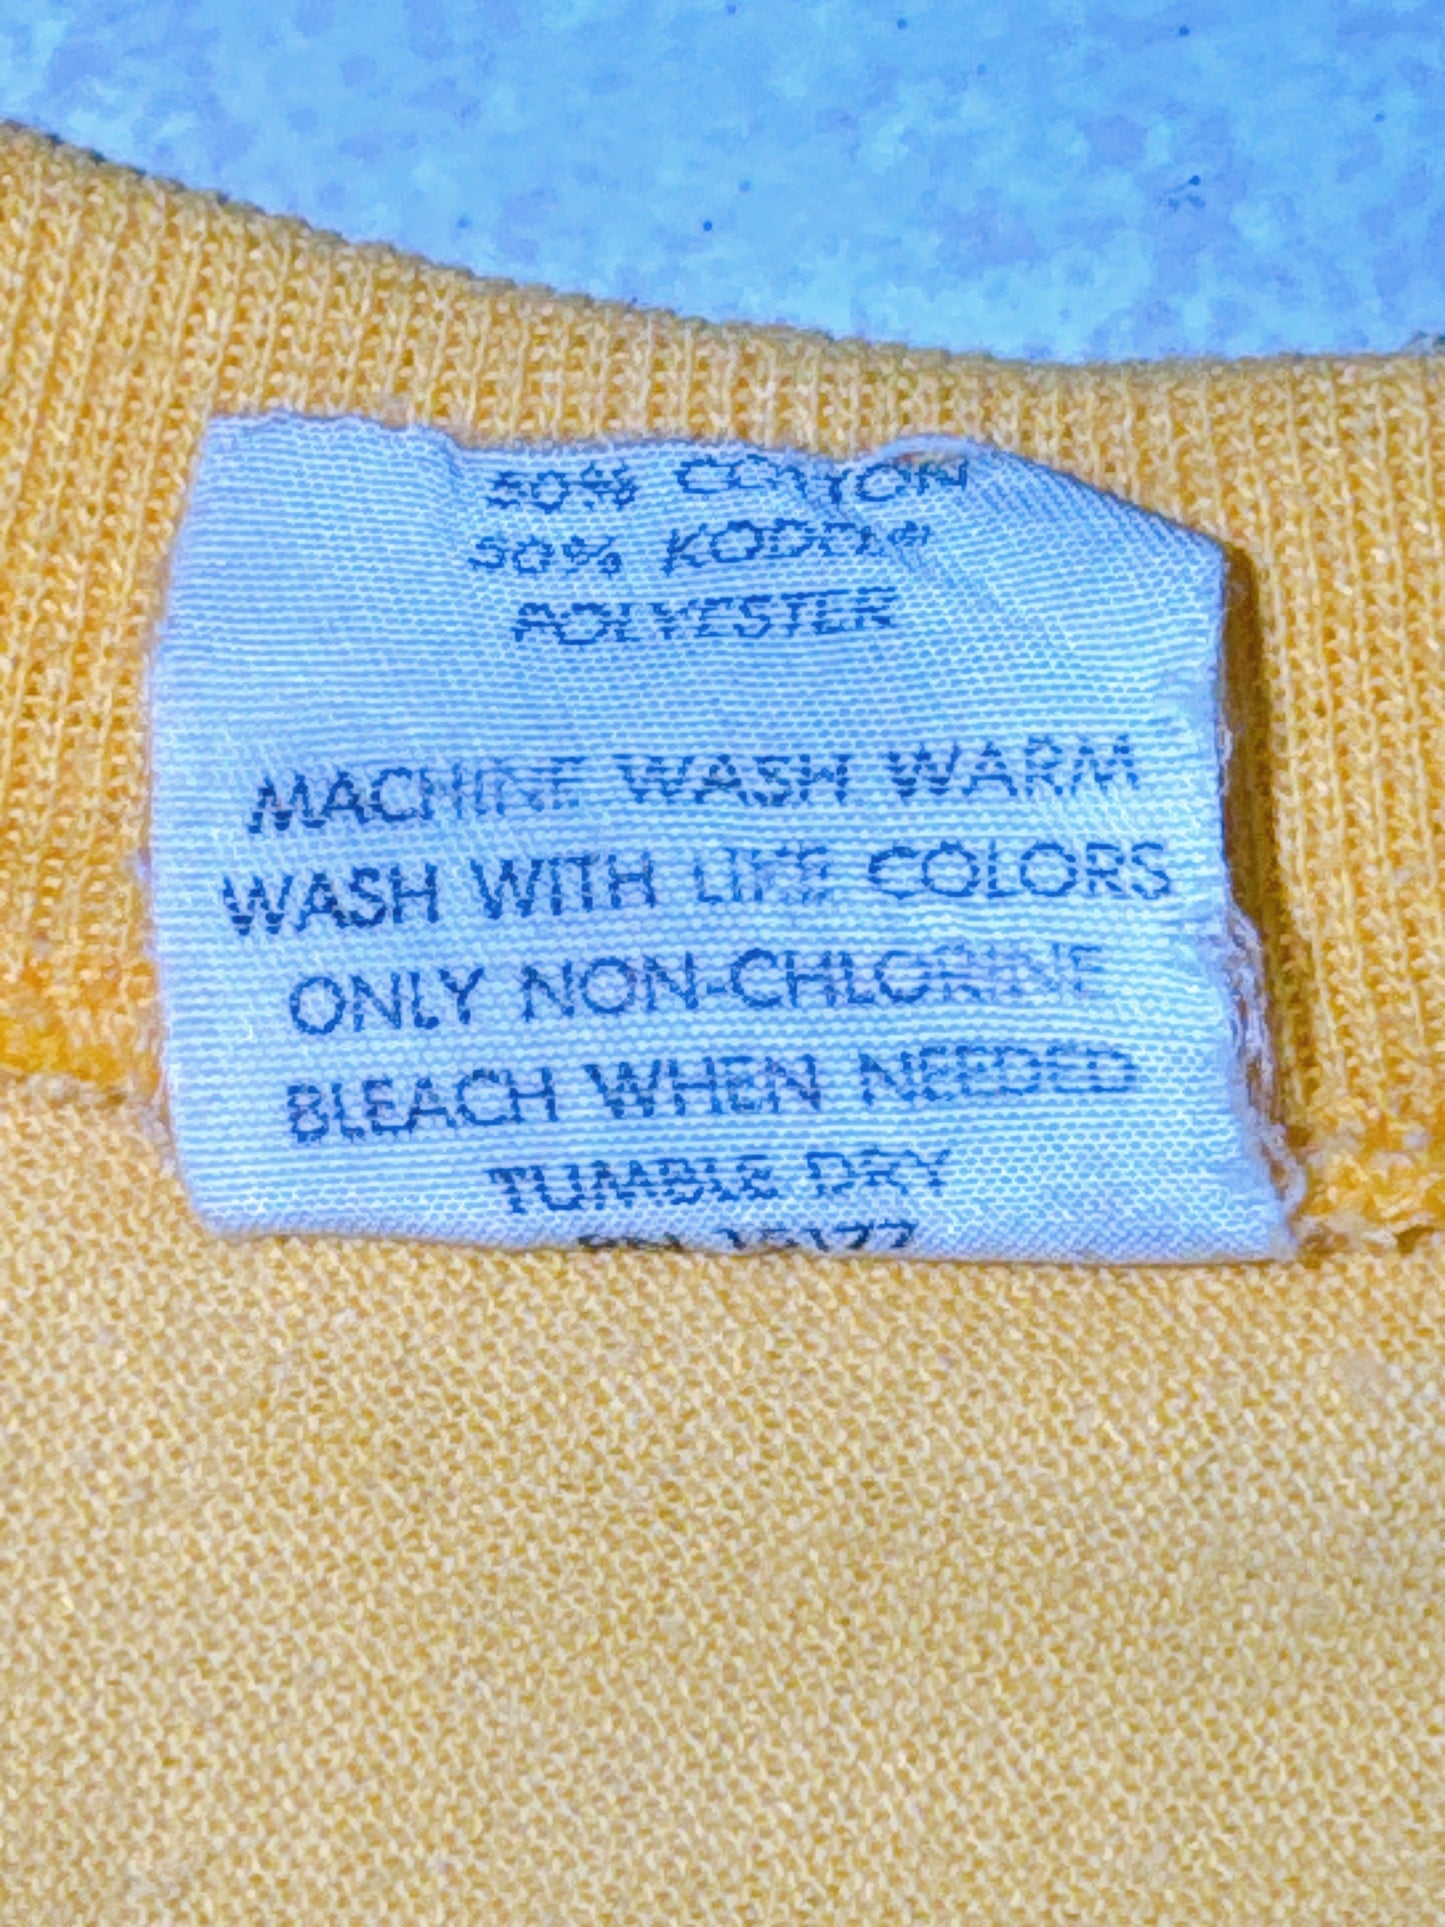 50% COTTON
50% KODEL®
POLYESTER
MACHINE WASH WARM
WASH WITH LIKE COLORS
ONLY NON-CHLORINE
BLEACH WHEN NEEDED
TUMBLE DRY